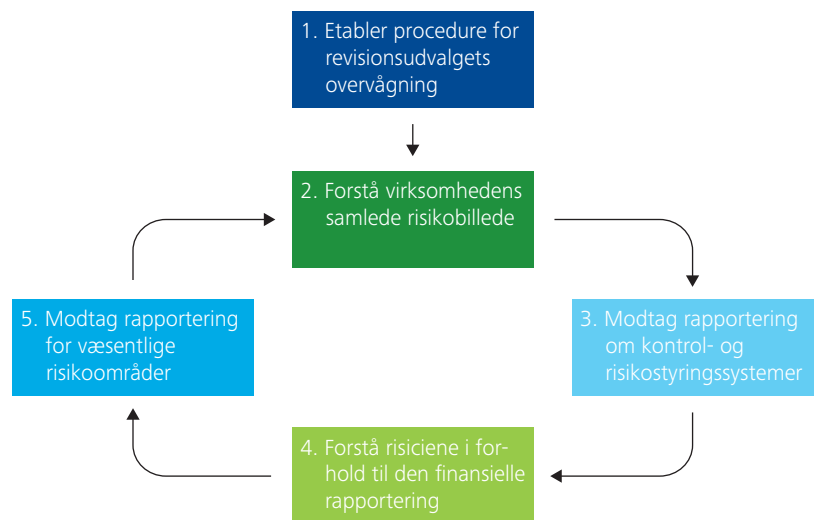 1. Etabler procedure for
revisionsudvalgets
overvågning
2. Forstå virksomhedens
samlede risikobillede
3. Modtag rapportering
om kontrol- og
risikostyringssystemer
4. Forstå risiciene i for-
hold til den finansielle
rapportering
5. Modtag rapportering
for væsentlige
risikoområder